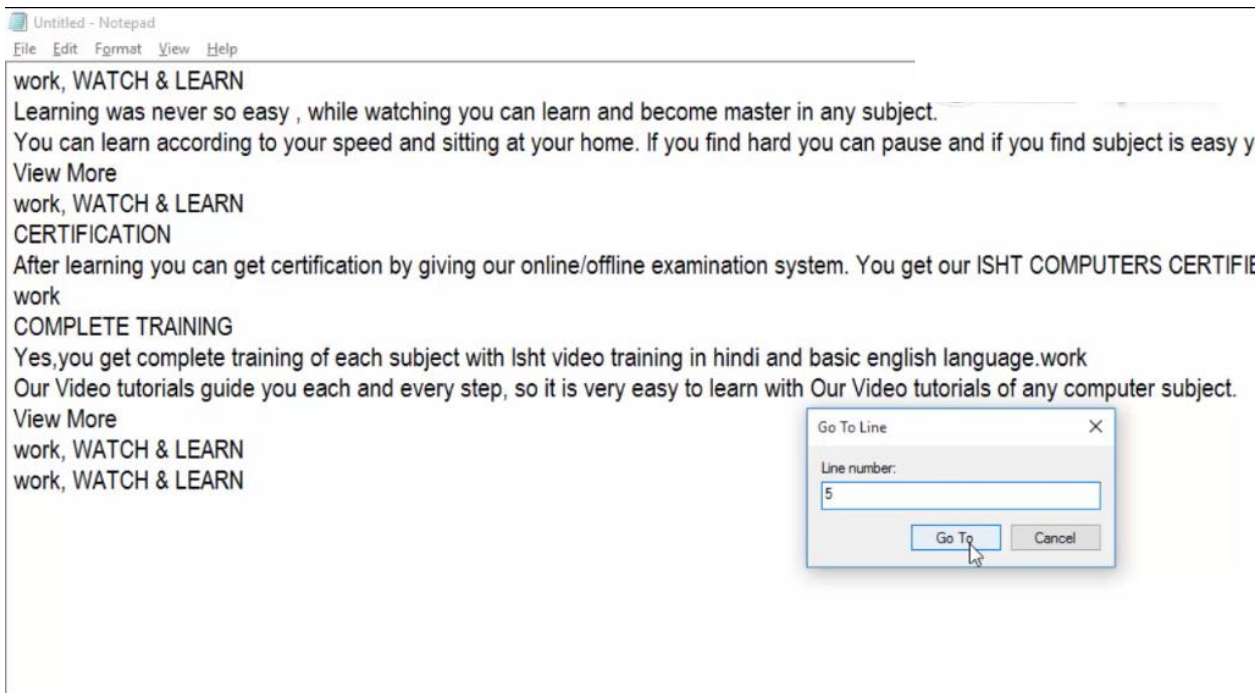 Untitled - Notepad
File Edit Format View Help
work, WATCH & LEARN
Learning was never so easy , while watching you can learn and become master in any subject.
You can learn according to your speed and sitting at your home. If you find hard you can pause and if you find subject is easy y
View More
work, WATCH & LEARN
CERTIFICATION
After learning you can get certification by giving our online/offline examination system. You get our ISHT COMPUTERS CERTIFIE
work
COMPLETE TRAINING
Yes,you get complete training of each subject with Isht video training in hindi and basic english language.work
Our Video tutorials guide you each and every step, so it is very easy to learn with Our Video tutorials of any computer subject.
View More
work, WATCH & LEARN
work, WATCH & LEARN
Go To Line
Line number:
5
Go To Cancel